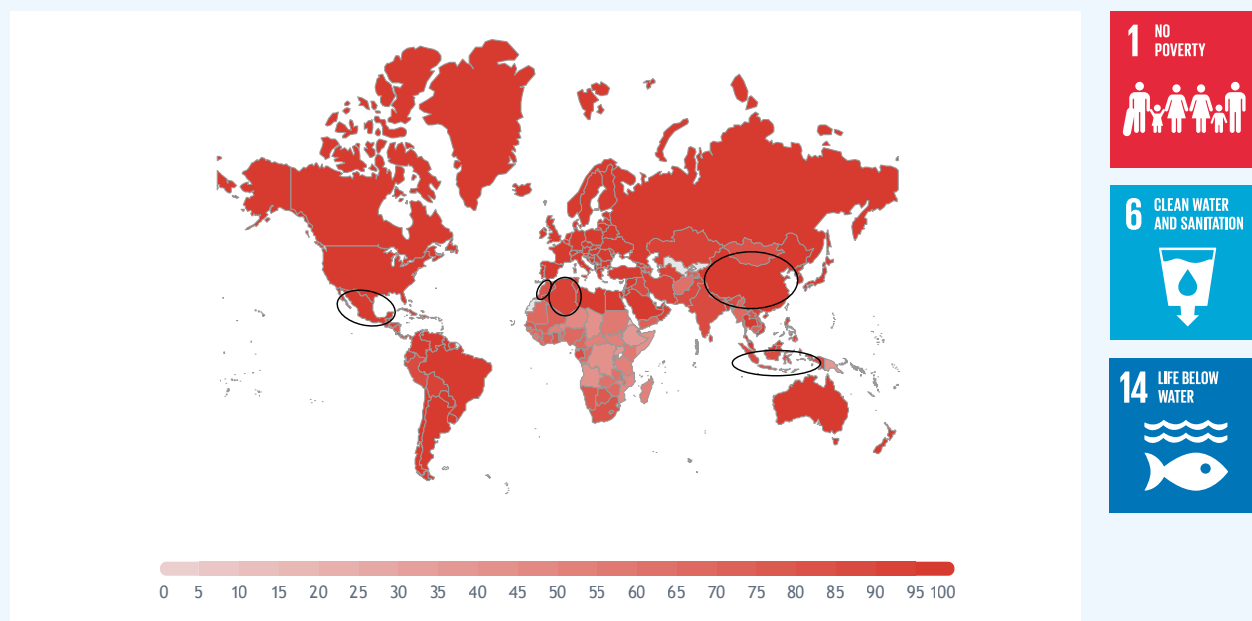 1 NO
POVERTY
6 CLEAN WATER
AND SANITATION
14 LIFE BELOW
WATER
0 5 10 15 20 25 30 35 40 45 50 55 60 65 70 75 80 85 90 95 100